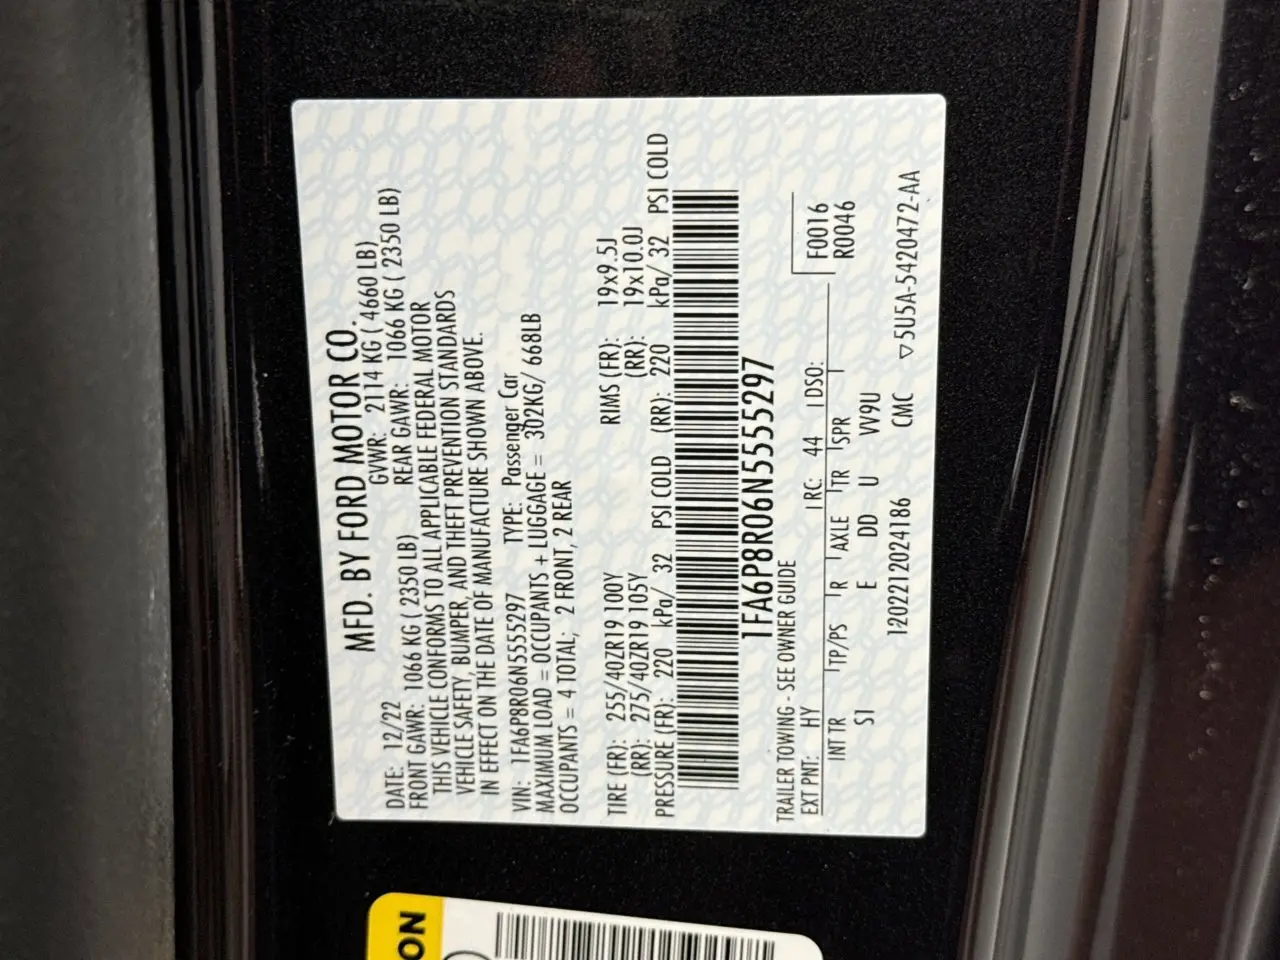 MFD. BY FORD MOTOR CO.
DATE: 12/22 GVWR: 2114 KG ( 4660 LB)
FRONT GAWR: 1066 KG ( 2350 LB) REAR GAWR: 1066 KG ( 2350 LB)
THIS VEHICLE CONFORMS TO ALL APPLICABLE FEDERAL MOTOR
VEHICLE SAFETY, BUMPER, AND THEFT PREVENTION STANDARDS
IN EFFECT ON THE DATE OF MANUFACTURE SHOWN ABOVE.
VIN: 1FA6P8R06N5555297 TYPE: Passenger Car
MAXIMUM LOAD = OCCUPANTS + LUGGAGE = 302KG/ 668LB
OCCUPANTS = 4 TOTAL; 2 FRONT, 2 REAR
TIRE (FR): 255/40ZR19 100Y RIMS (FR): 19x9.5J
(RR): 275/40ZR19 105Y (RR): 19x10.0J
PRESSURE (FR): 220 kPa/ 32 PSI COLD (RR): 220 kPa/ 32 PSI COLD
1FA6P8R06N5555297
TRAILER TOWING - SEE OWNER GUIDE
EXT PNT: HY RC: 44 DSO: F0016
INT TR TP/PS R AXLE TR SPR R0046
S1 E DD U W9U
1202212024186 CMC ▽5U5A-5420472-AA
ON